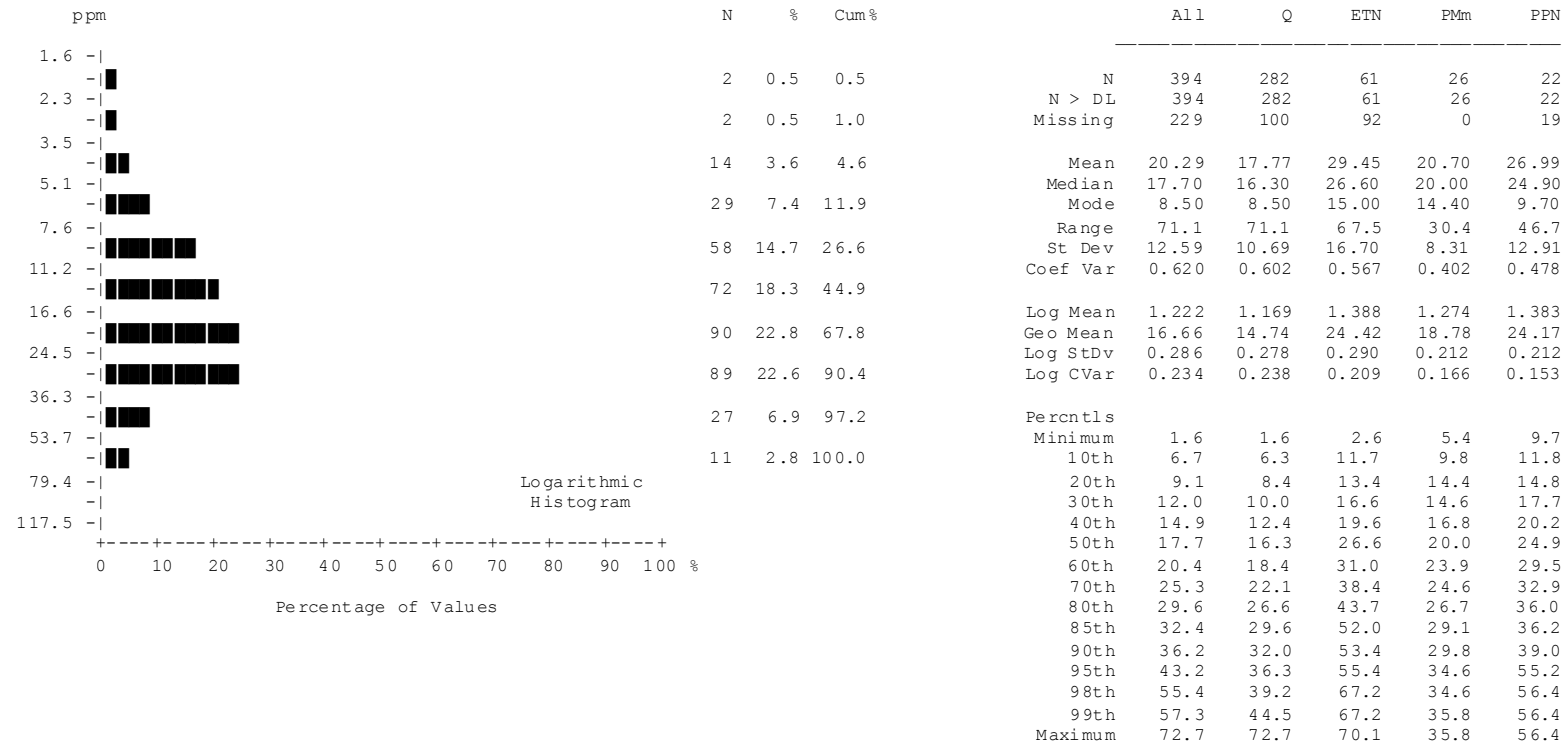 ppm N % Cum% All Q ETN PMm PPN
1.6 -|
-| 2 0.5 0.5 N 394 282 61 26 22
2.3 -| N > DL 394 282 61 26 22
-| 2 0.5 1.0 Missing 229 100 92 0 19
3.5 -|
-| 14 3.6 4.6 Mean 20.29 17.77 29.45 20.70 26.99
5.1 -| Median 17.70 16.30 26.60 20.00 24.90
-| 29 7.4 11.9 Mode 8.50 8.50 15.00 14.40 9.70
7.6 -| Range 71.1 71.1 67.5 30.4 46.7
-| 58 14.7 26.6 St Dev 12.59 10.69 16.70 8.31 12.91
11.2 -| Coef Var 0.620 0.602 0.567 0.402 0.478
-| 72 18.3 44.9
16.6 -| Log Mean 1.222 1.169 1.388 1.274 1.383
-| 90 22.8 67.8 Geo Mean 16.66 14.74 24.42 18.78 24.17
24.5 -| Log StDv 0.286 0.278 0.290 0.212 0.212
-| 89 22.6 90.4 Log CVar 0.234 0.238 0.209 0.166 0.153
36.3 -|
-| 27 6.9 97.2 Percntls
53.7 -| Minimum 1.6 1.6 2.6 5.4 9.7
-| 11 2.8 100.0 10th 6.7 6.3 11.7 9.8 11.8
79.4 -| Logarithmic 20th 9.1 8.4 13.4 14.4 14.8
-| Histogram 30th 12.0 10.0 16.6 14.6 17.7
117.5 -| 40th 14.9 12.4 19.6 16.8 20.2
+----+----+----+----+----+----+----+----+----+----+ 50th 17.7 16.3 26.6 20.0 24.9
0 10 20 30 40 50 60 70 80 90 100 % 60th 20.4 18.4 31.0 23.9 29.5
70th 25.3 22.1 38.4 24.6 32.9
Percentage of Values 80th 29.6 26.6 43.7 26.7 36.0
85th 32.4 29.6 52.0 29.1 36.2
90th 36.2 32.0 53.4 29.8 39.0
95th 43.2 36.3 55.4 34.6 55.2
98th 55.4 39.2 67.2 34.6 56.4
99th 57.3 44.5 67.2 35.8 56.4
Maximum 72.7 72.7 70.1 35.8 56.4